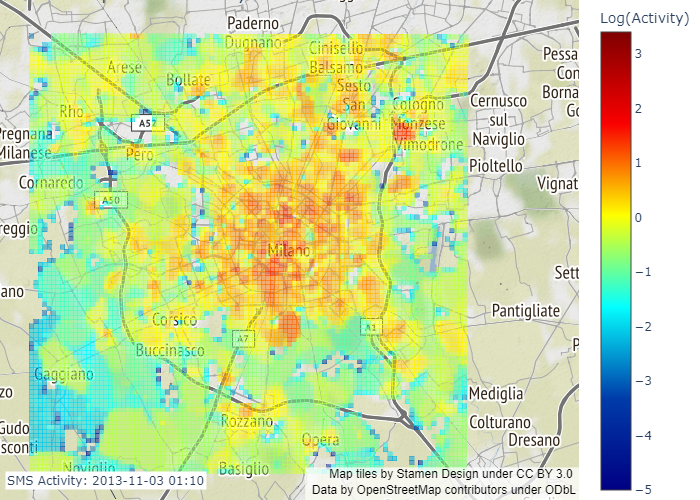 Log(Activity)
3
2
1
0
−1
−2
−3
−4
−5
Paderno
Dugnano
Cinisello
Balsamo
Arese
Bollate
Sesto
San
Giovanni
Pessa
Con
Borna
Go
Rho
A52
Cologno
Monzese
Cernusco
sul
Naviglio
Pregnana
Milanese
Pero
Vimodrone
Pioltello
Cornaredo
Vignat
A50
reggio
Milano
Sett
ano
Pantigliate
Corsico
A7
A1
P
Buccinasco
Gaggiano
zo
Mediglia
Gudo
sconti
Rozzano
Colturano
Opera
Dresano
Noviglio
Basiglio
SMS Activity: 2013-11-03 01:10
Map tiles by Stamen Design under CC BY 3.0
Data by OpenStreetMap contributors under ODbL